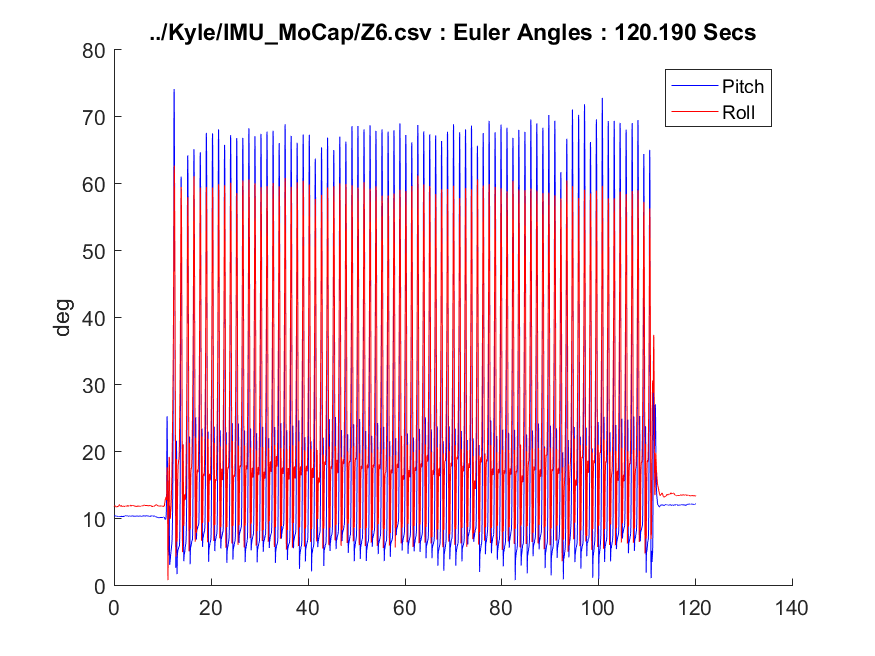 ../Kyle/IMU_MoCap/Z6.csv : Euler Angles : 120.190 Secs
80
Pitch
Roll
70
60
50
40
deg
30
20
10
0
0 20 40 60 80 100 120 140